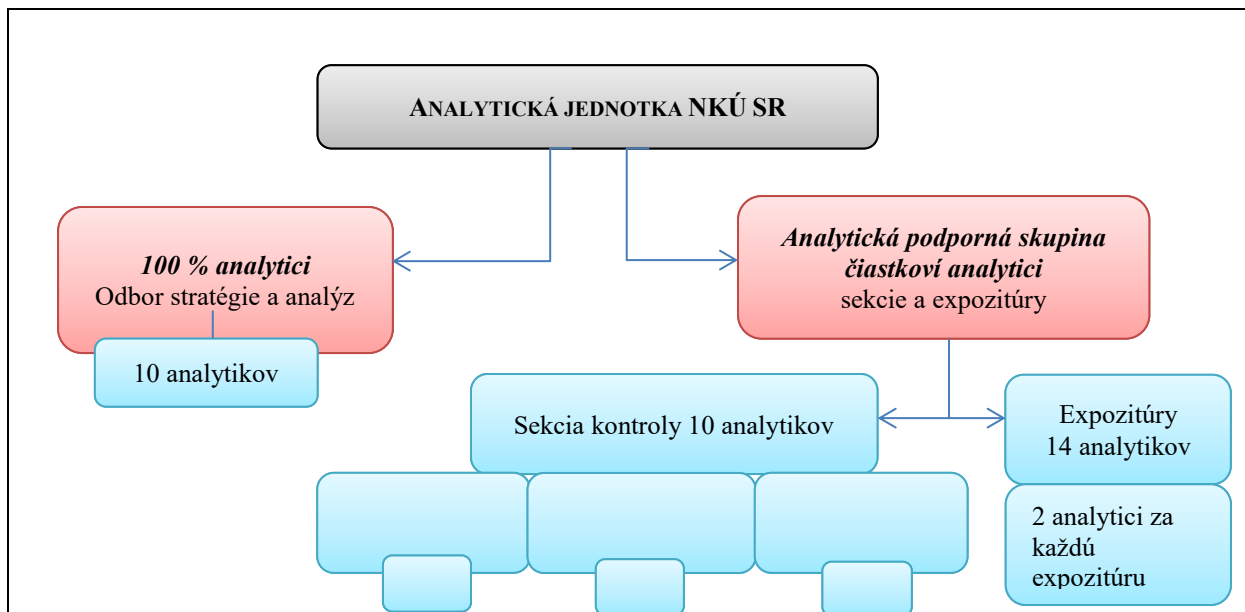 ANALYTICKÁ JEDNOTKA NKÚ SR
100 % analytici
Odbor stratégie a analýz
10 analytikov
Analytická podporná skupina
čiastkoví analytici
sekcie a expozitúry
Sekcia kontroly 10 analytikov
Expozitúry
14 analytikov
2 analytici za
každú
expozitúru